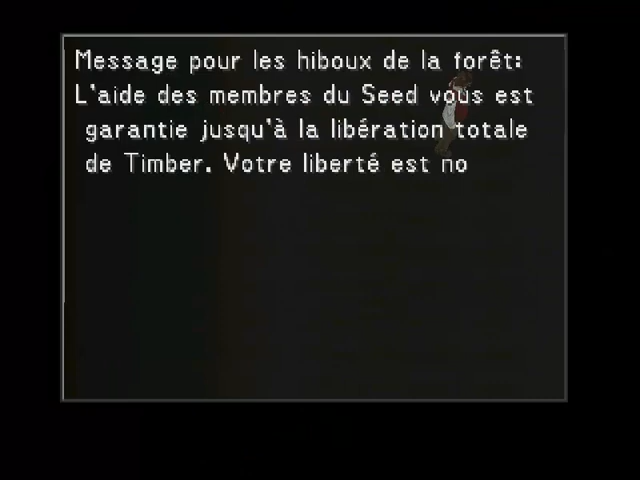 Message pour les hiboux de la forêt:
L'aide des membres du Seed vous est
garantie jusqu'à la libération totale
de Timber. Votre liberté est no